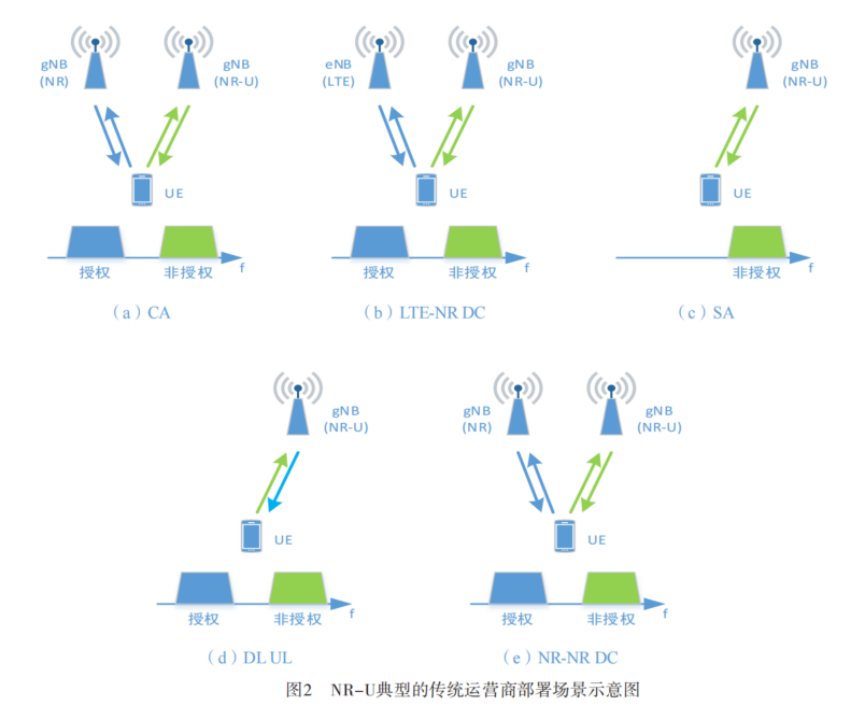 gNB
(NR)
gNB
(NR-U)
UE
授权
非授权
f
（a）CA
eNB
(LTE)
gNB
(NR-U)
UE
授权
非授权
f
（b）LTE-NR DC
gNB
(NR-U)
UE
非授权
f
（c）SA
gNB
(NR-U)
UE
授权
非授权
f
（d）DL UL
gNB
(NR)
gNB
(NR-U)
UE
授权
非授权
f
（e）NR-NR DC
图2 NR-U典型的传统运营商部署场景示意图